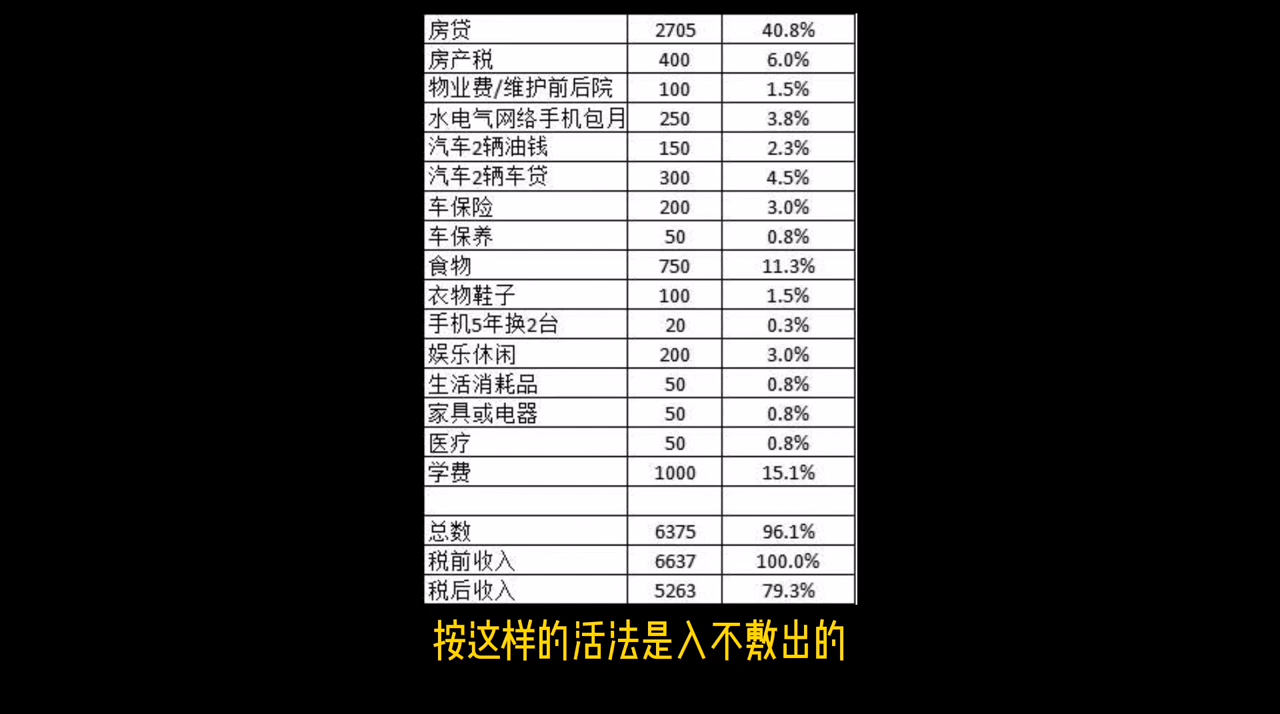 房贷 2705 40.8%
房产税 400 6.0%
物业费/维护前后院 100 1.5%
水电气网络手机包月 250 3.8%
汽车2辆油钱 150 2.3%
汽车2辆车贷 300 4.5%
车保险 200 3.0%
车保养 50 0.8%
食物 750 11.3%
衣物鞋子 100 1.5%
手机5年换2台 20 0.3%
娱乐休闲 200 3.0%
生活消耗品 50 0.8%
家具或电器 50 0.8%
医疗 50 0.8%
学费 1000 15.1%
总数 6375 96.1%
税前收入 6637 100.0%
税后收入 5263 79.3%
按这样的活法是入不敷出的